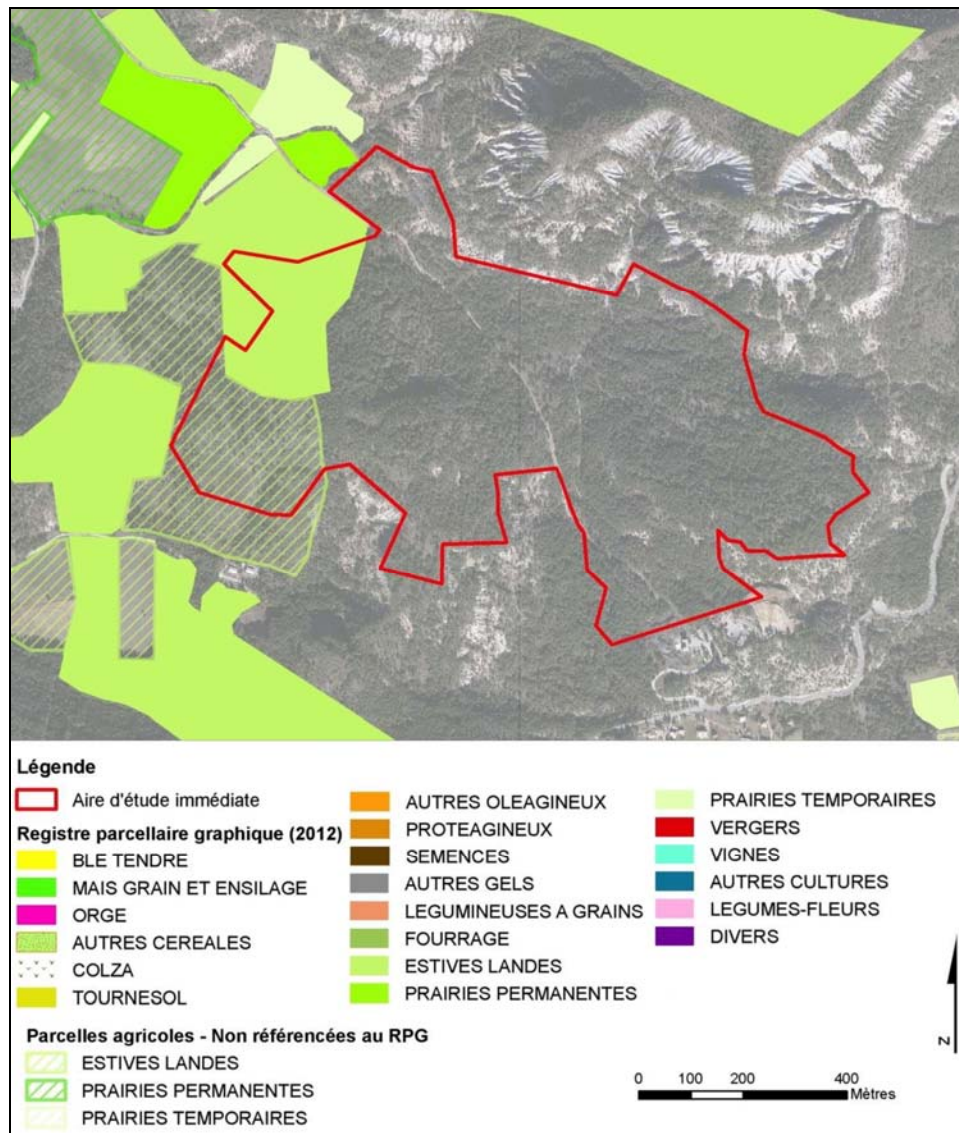 Légende
Aire d'étude immédiate
Registre parcellaire graphique (2012)
BLE TENDRE
MAIS GRAIN ET ENSILAGE
ORGE
AUTRES CEREALES
COLZA
TOURNESOL
AUTRES OLEAGINEUX
PROTEAGINEUX
SEMENCES
AUTRES GELS
LEGUMINEUSES A GRAINS
FOURRAGE
ESTIVES LANDES
PRAIRIES PERMANENTES
PRAIRIES TEMPORAIRES
VERGERS
VIGNES
AUTRES CULTURES
LEGUMES-FLEURS
DIVERS
Parcelles agricoles - Non référencées au RPG
ESTIVES LANDES
PRAIRIES PERMANENTES
PRAIRIES TEMPORAIRES
0 100 200 400
Mètres
N